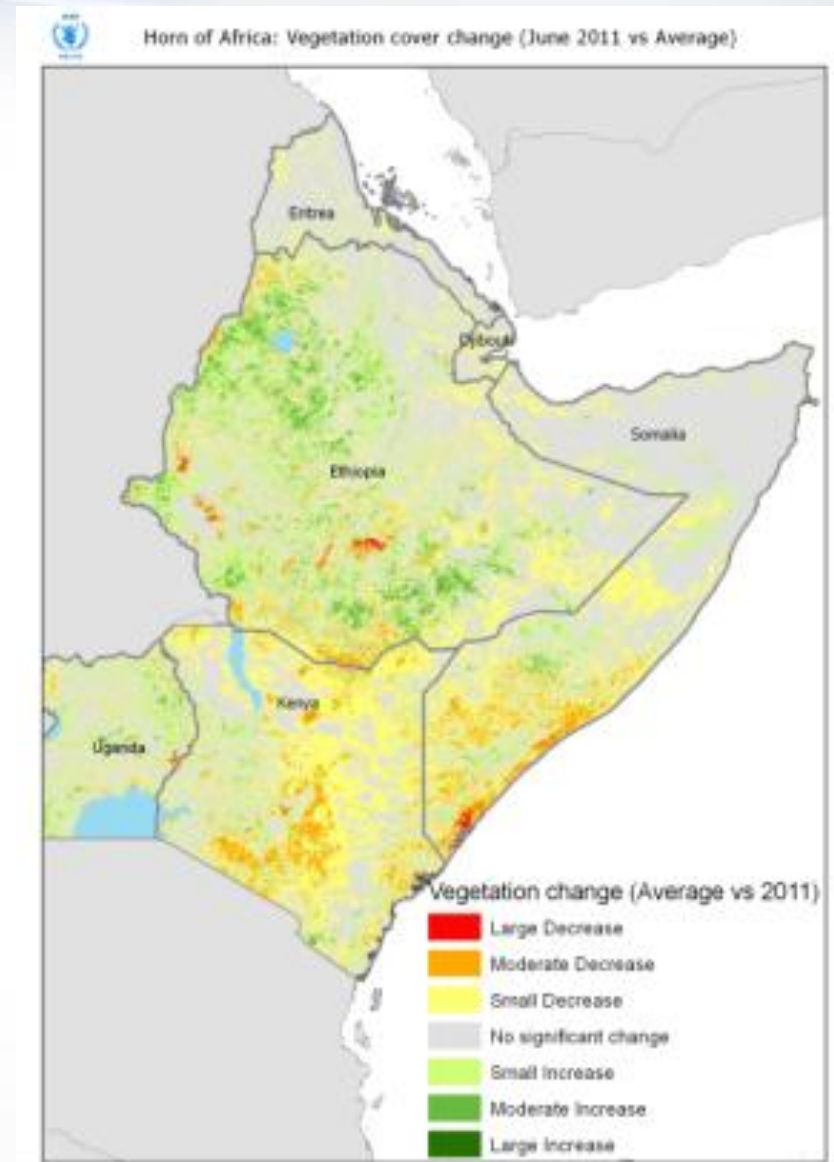 Horn of Africa: Vegetation cover change (June 2011 vs Average)
Eritrea
Djibouti
Somalia
Ethiopia
Kenya
Uganda
Vegetation change (Average vs 2011)
Large Decrease
Moderate Decrease
Small Decrease
No significant change
Small Increase
Moderate Increase
Large Increase